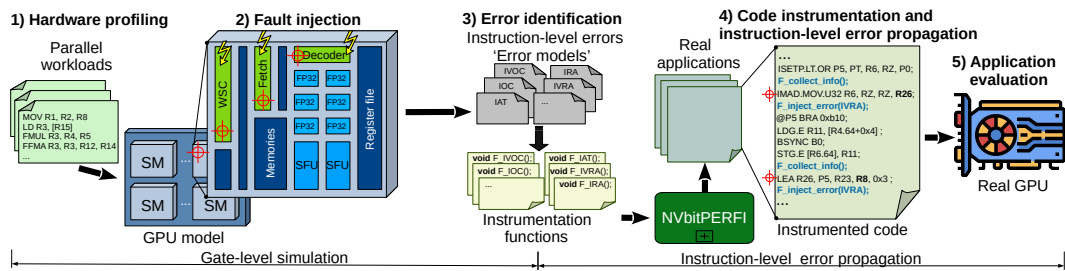 1) Hardware profiling
Parallel
workloads
MOV R1, R2, R8
LD R3, [R15]
FMUL R3, R4, R5
FFMA R3, R3, R12, R14
...
SM
...
SM
...
SM
SM
GPU model
2) Fault injection
WSC
Fetch
Decoder
FP32
FP32
FP32
FP32
FP32
FP32
SFU
SFU
Memories
Register file
3) Error identification
Instruction-level errors
'Error models'
IVOC
IOC
IAT
IRA
IVRA
...
void F_IVOC();
void F_IOC();
...
void F_IAT();
void F_IVRA();
void F_IRA();
Instrumentation
functions
4) Code instrumentation and
instruction-level error propagation
Real
applications
NVbitPERFI
...
ISETP.LT.OR P5, PT, R6, RZ, P0;
F_collect_info();
IMAD.MOV.U32 R6, RZ, RZ, R26;
F_inject_error(IVRA);
@P5 BRA 0xb10;
LDG.E R11, [R4.64+0x4] ;
BSYNC B0;
STG.E [R6.64], R11;
F_collect_info();
LEA R26, P5, R23, R8, 0x3 ;
F_inject_error(IVRA);
...
Instrumented code
5) Application
evaluation
Real GPU
Gate-level simulation
Instruction-level error propagation